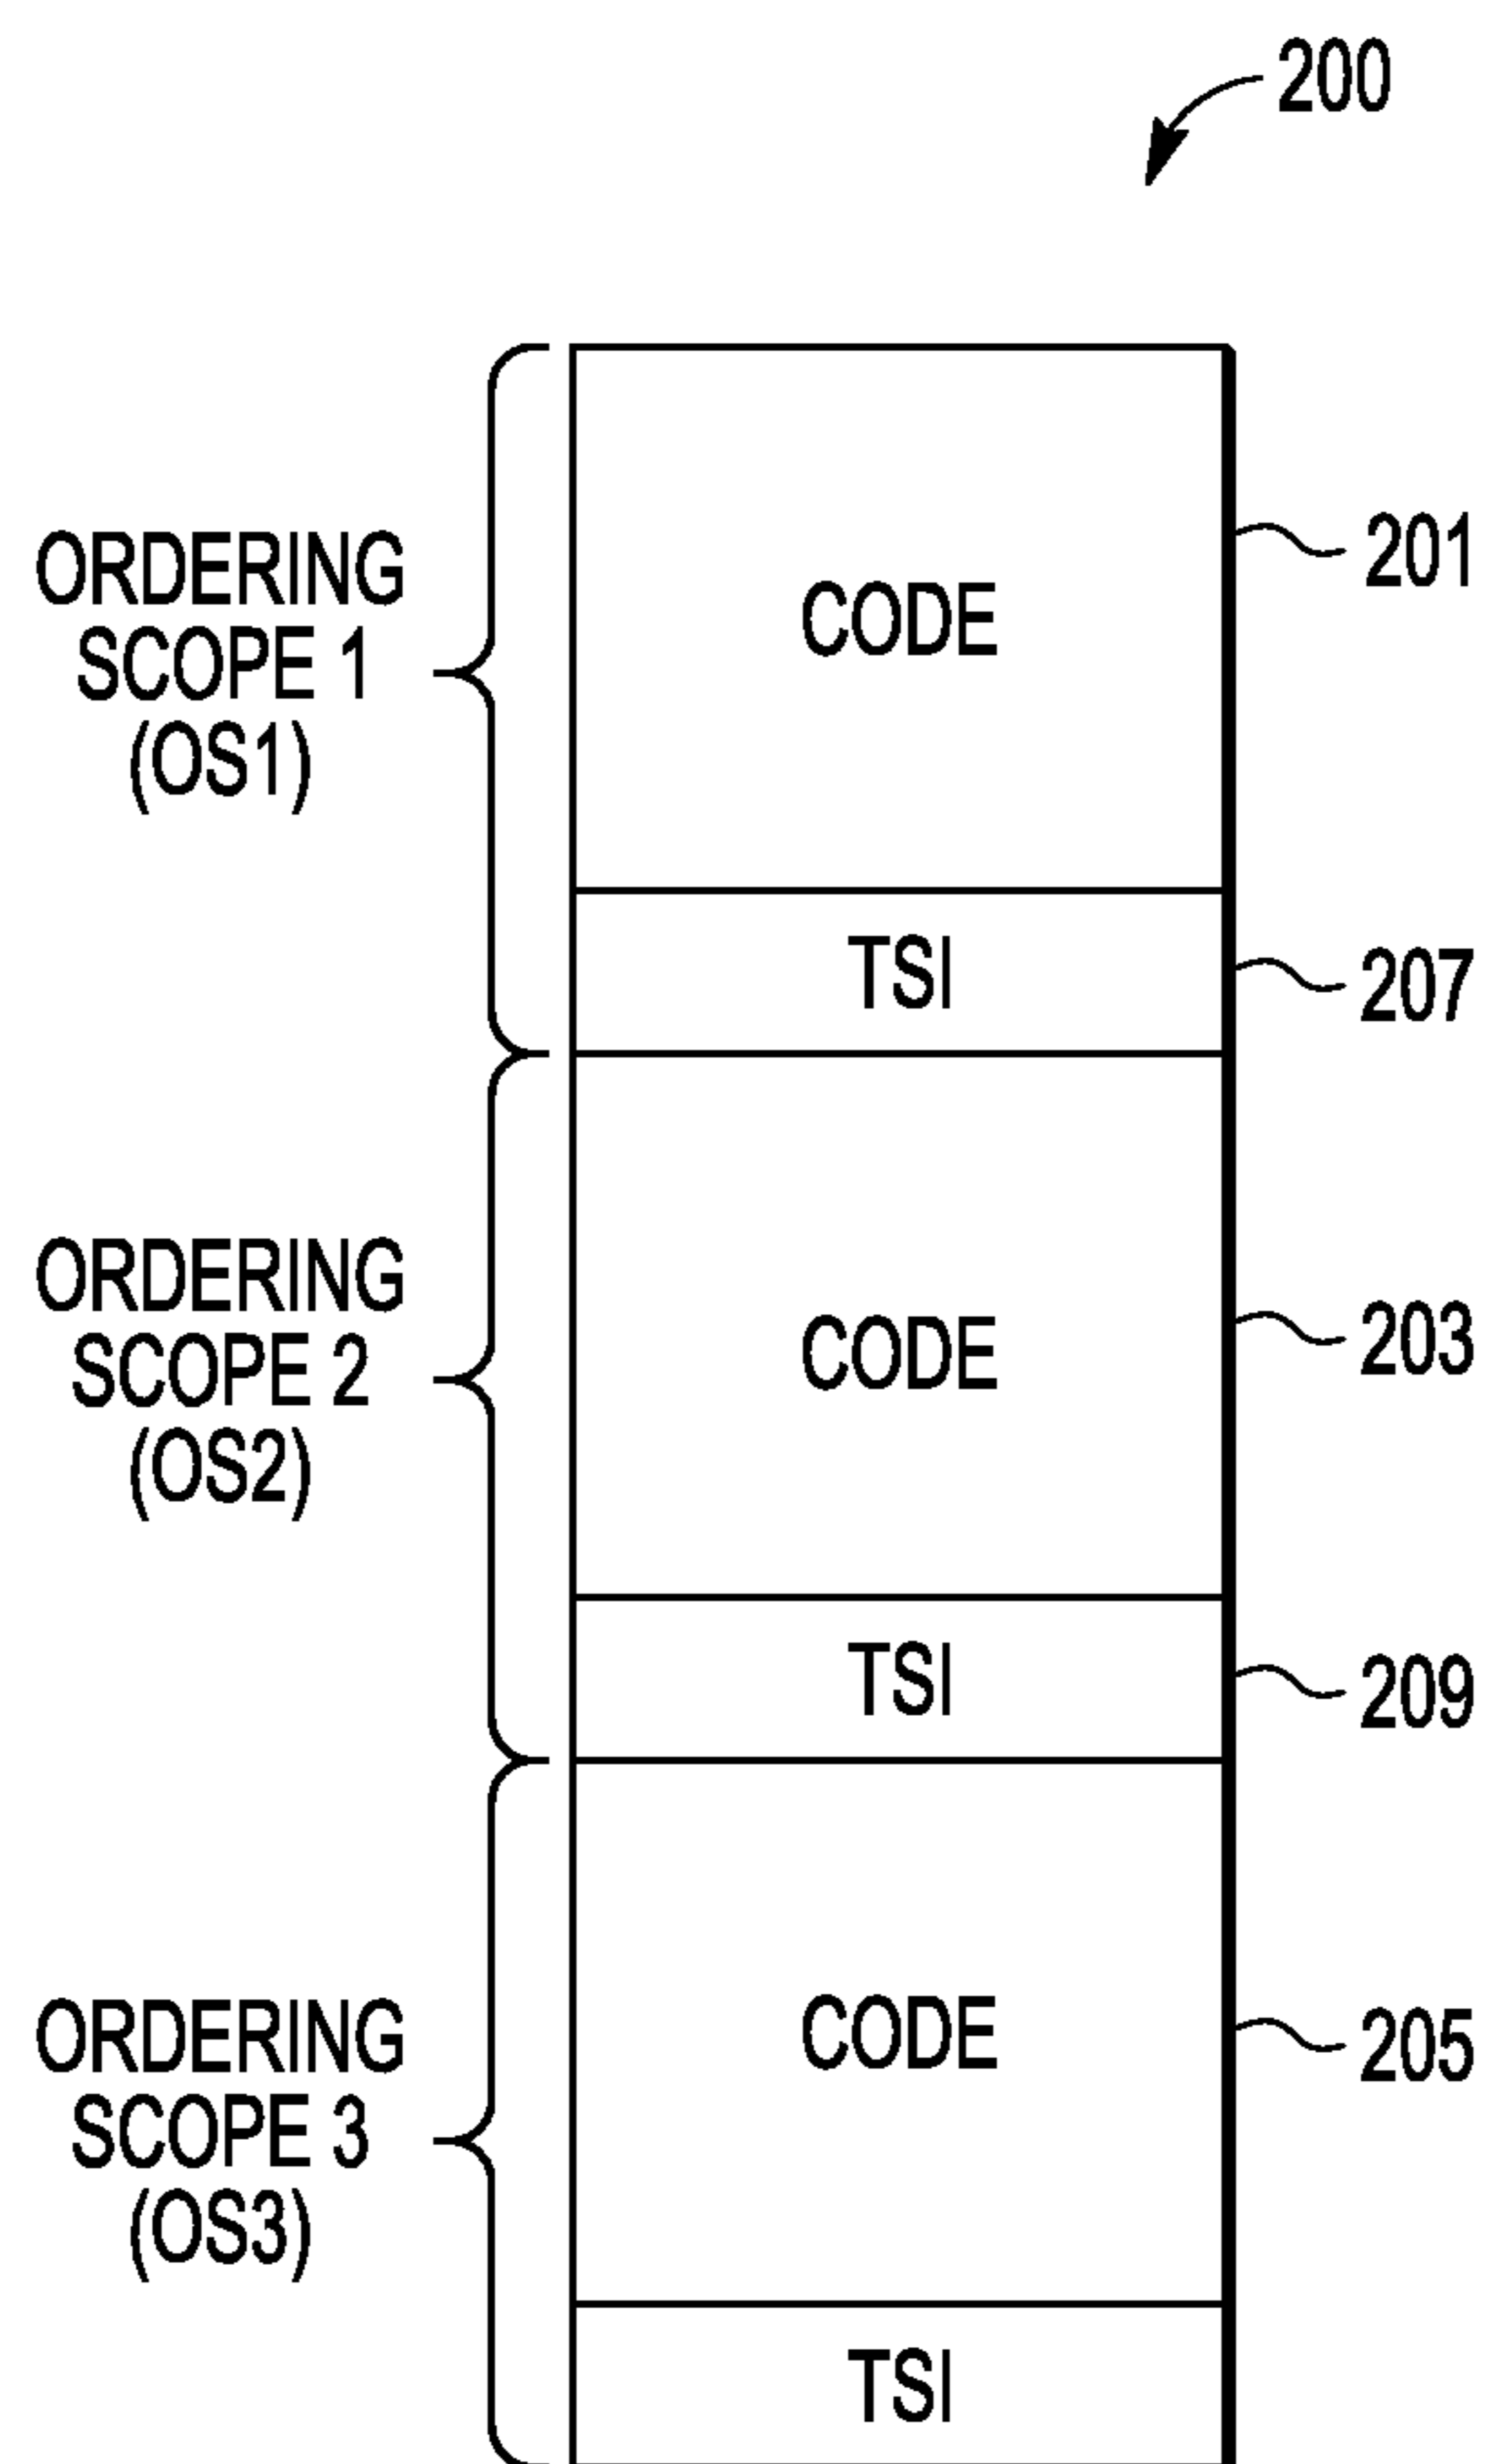 200
ORDERING
SCOPE 1
(OS1)
CODE
201
TSI
207
ORDERING
SCOPE 2
(OS2)
CODE
203
TSI
209
ORDERING
SCOPE 3
(OS3)
CODE
205
TSI